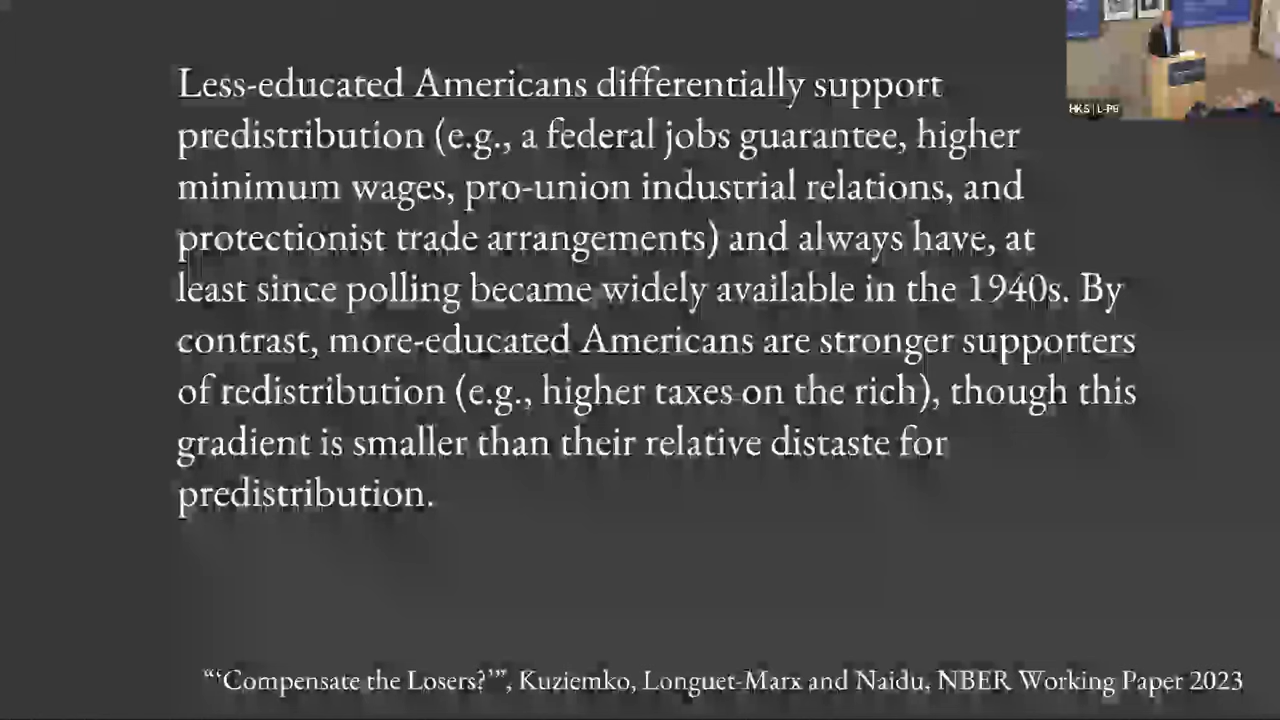 Less-educated Americans differentially support
predistribution (e.g., a federal jobs guarantee, higher
minimum wages, pro-union industrial relations, and
protectionist trade arrangements) and always have, at
least since polling became widely available in the 1940s. By
contrast, more-educated Americans are stronger supporters
of redistribution (e.g., higher taxes on the rich), though this
gradient is smaller than their relative distaste for
predistribution.
“‘Compensate the Losers?’”, Kuziemko, Longuet-Marx and Naidu, NBER Working Paper 2023
HKS | L-P8